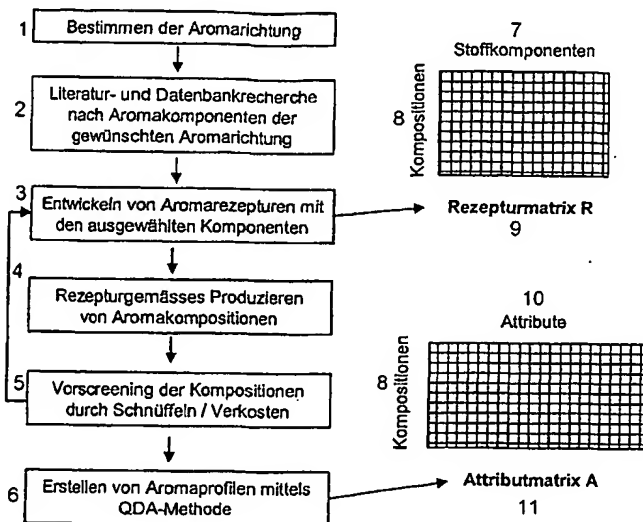 1
Bestimmen der Aromarichtung
2
Literatur- und Datenbankrecherche
nach Aromakomponenten der
gewünschten Aromarichtung
3
Entwickeln von Aromarezepturen mit
den ausgewählten Komponenten
4
Rezepturgemässes Produzieren
von Aromakompositionen
5
Vorscreening der Kompositionen
durch Schnüffeln / Verkosten
6
Erstellen von Aromaprofilen mittels
QDA-Methode
7
Stoffkomponenten
8
Kompositionen
Rezepturmatrix R
9
10
Attribute
8
Kompositionen
Attributmatrix A
11